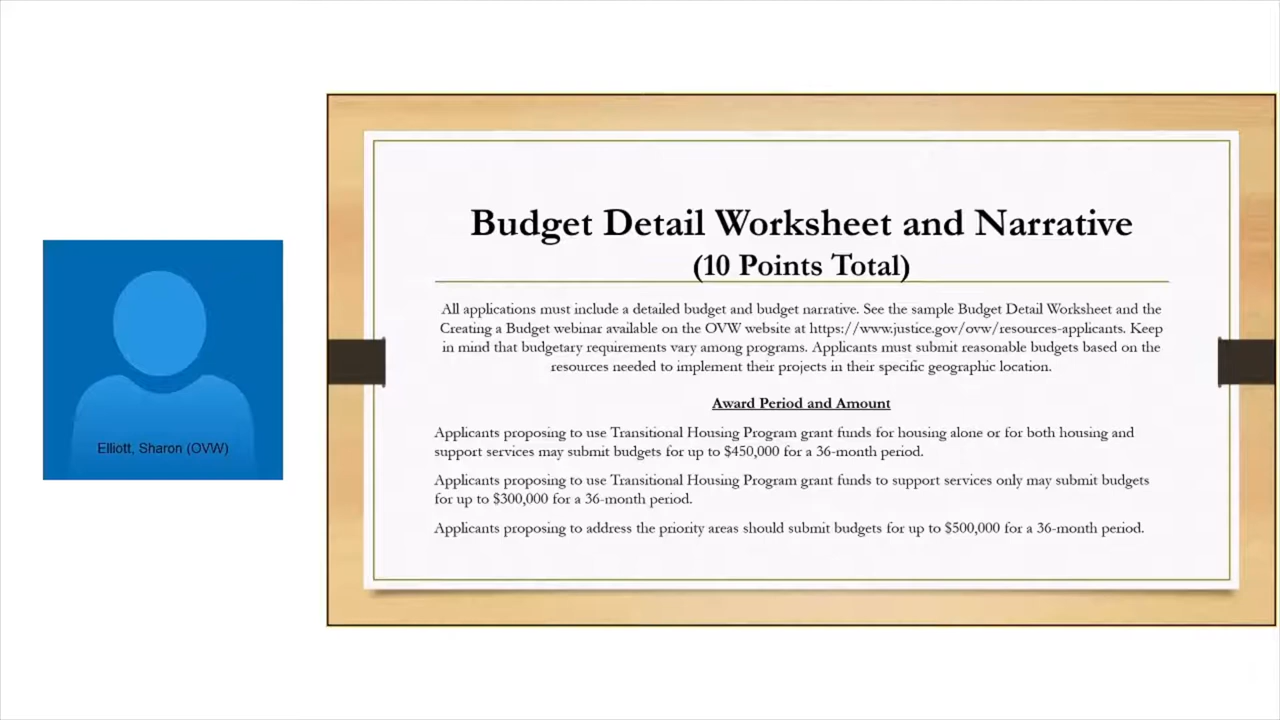 Elliott, Sharon (OVW)
Budget Detail Worksheet and Narrative
(10 Points Total)
All applications must include a detailed budget and budget narrative. See the sample Budget Detail Worksheet and the
Creating a Budget webinar available on the OVW website at https://www.justice.gov/ovw/resources-applicants. Keep
in mind that budgetary requirements vary among programs. Applicants must submit reasonable budgets based on the
resources needed to implement their projects in their specific geographic location.
Award Period and Amount
Applicants proposing to use Transitional Housing Program grant funds for housing alone or for both housing and
support services may submit budgets for up to $450,000 for a 36-month period.
Applicants proposing to use Transitional Housing Program grant funds to support services only may submit budgets
for up to $300,000 for a 36-month period.
Applicants proposing to address the priority areas should submit budgets for up to $500,000 for a 36-month period.